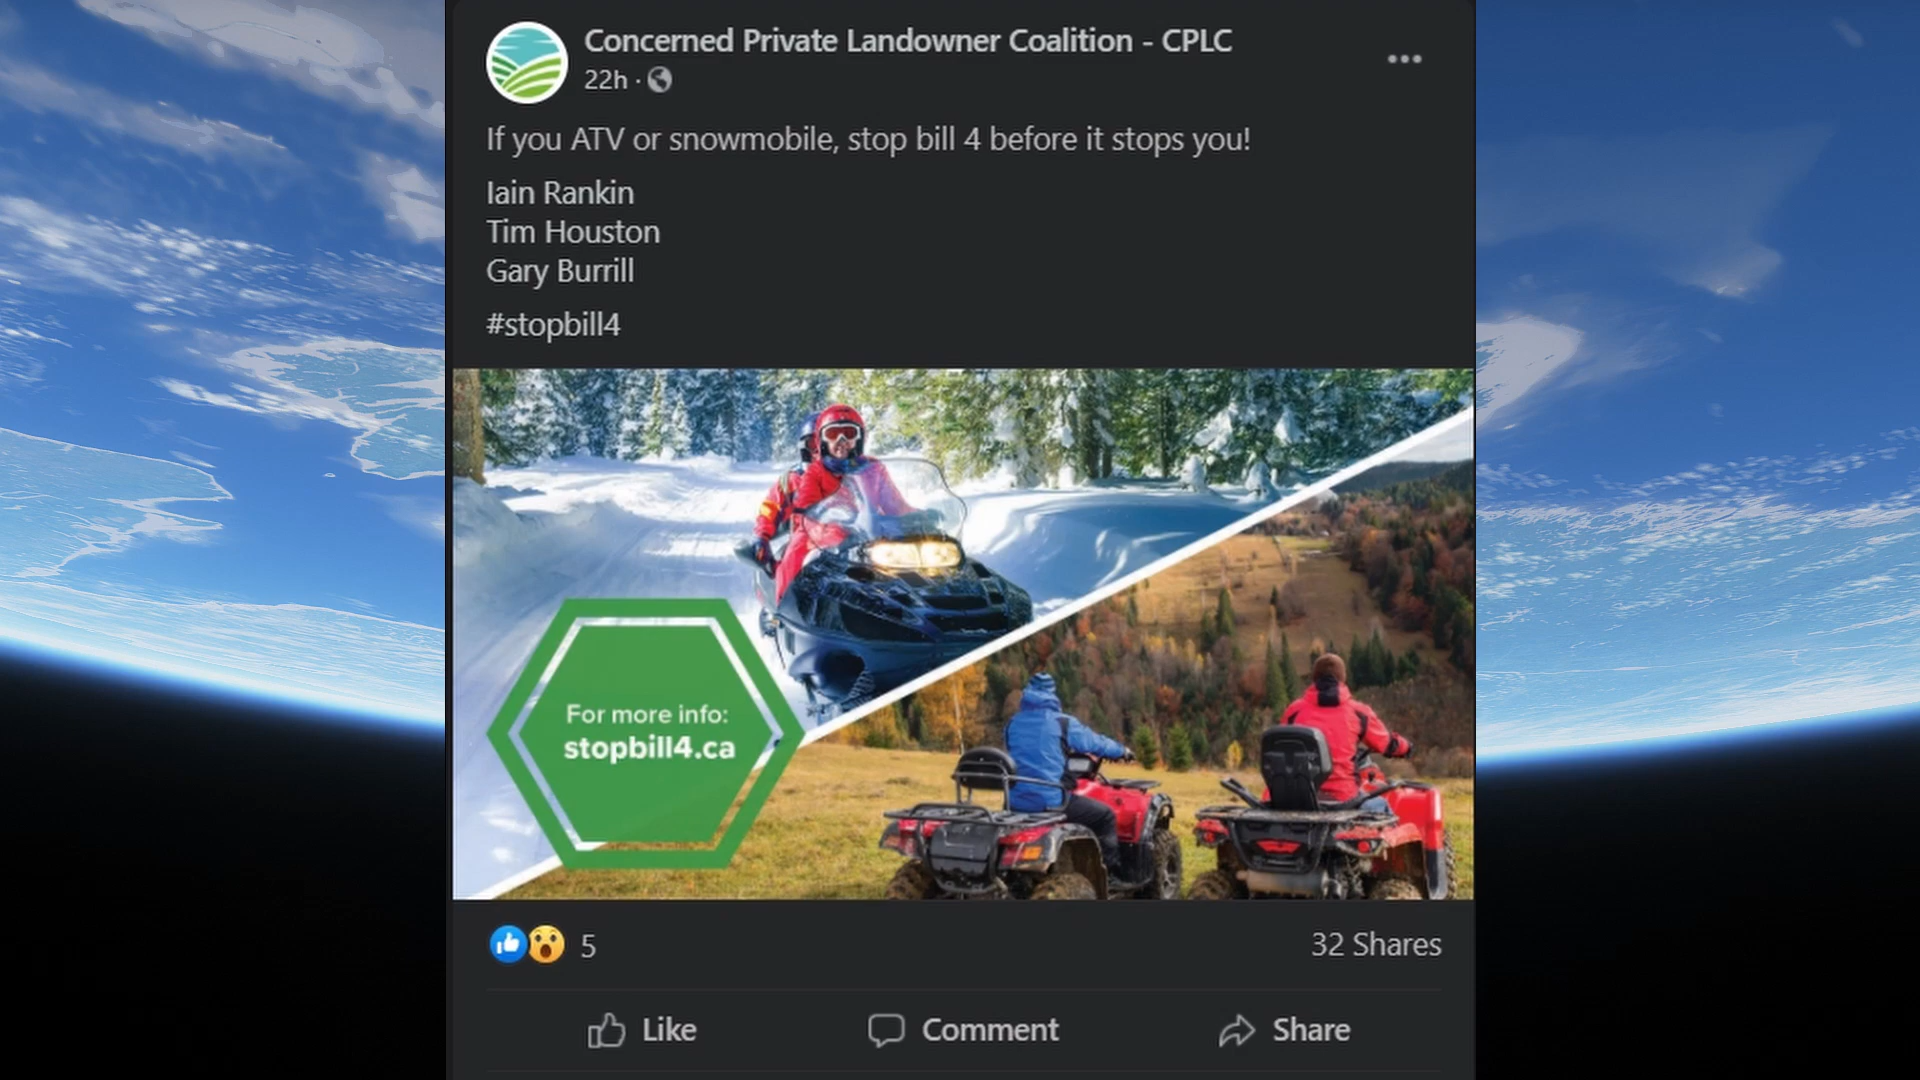 Concerned Private Landowner Coalition - CPLC
22h ·
If you ATV or snowmobile, stop bill 4 before it stops you!
Iain Rankin
Tim Houston
Gary Burrill
#stopbill4
For more info:
stopbill4.ca
5
32 Shares
Like
Comment
Share